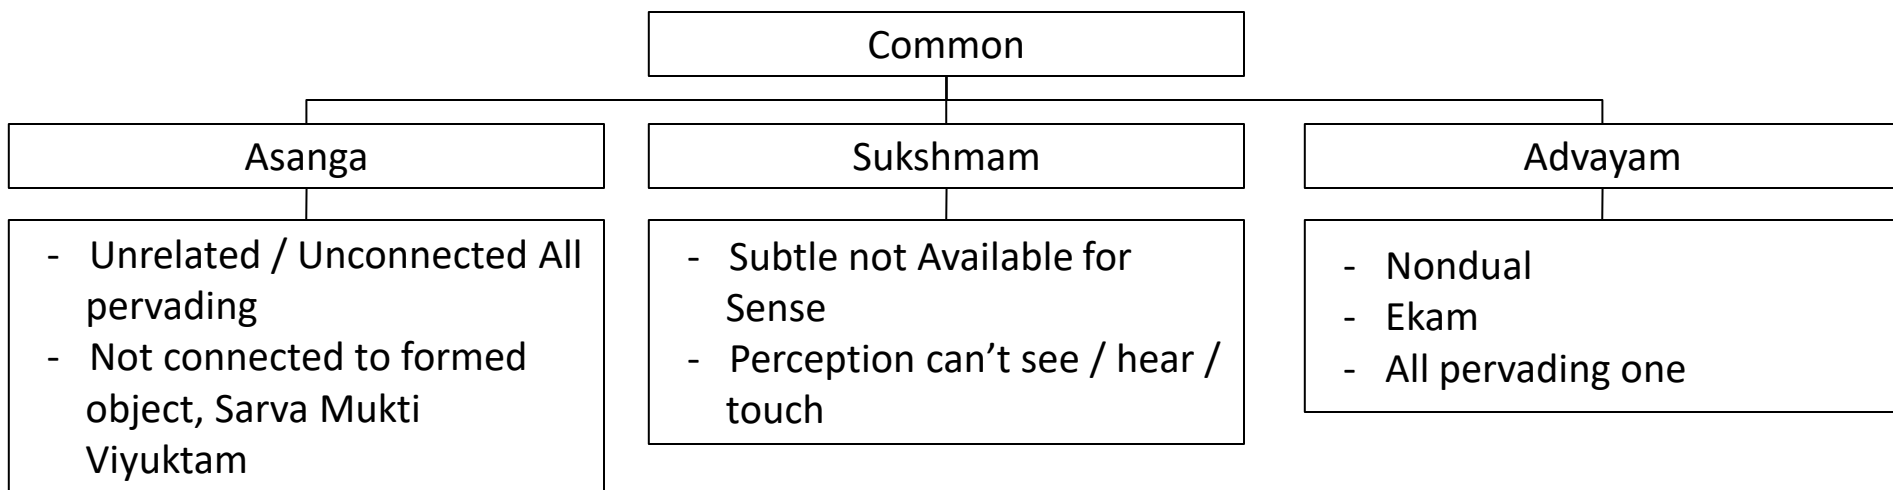 Common
Asanga
Sukshmam
Advayam
- Unrelated / Unconnected All
pervading
- Not connected to formed
object, Sarva Mukti
Viyuktam
- Subtle not Available for
Sense
- Perception can’t see / hear /
touch
- Nondual
- Ekam
- All pervading one